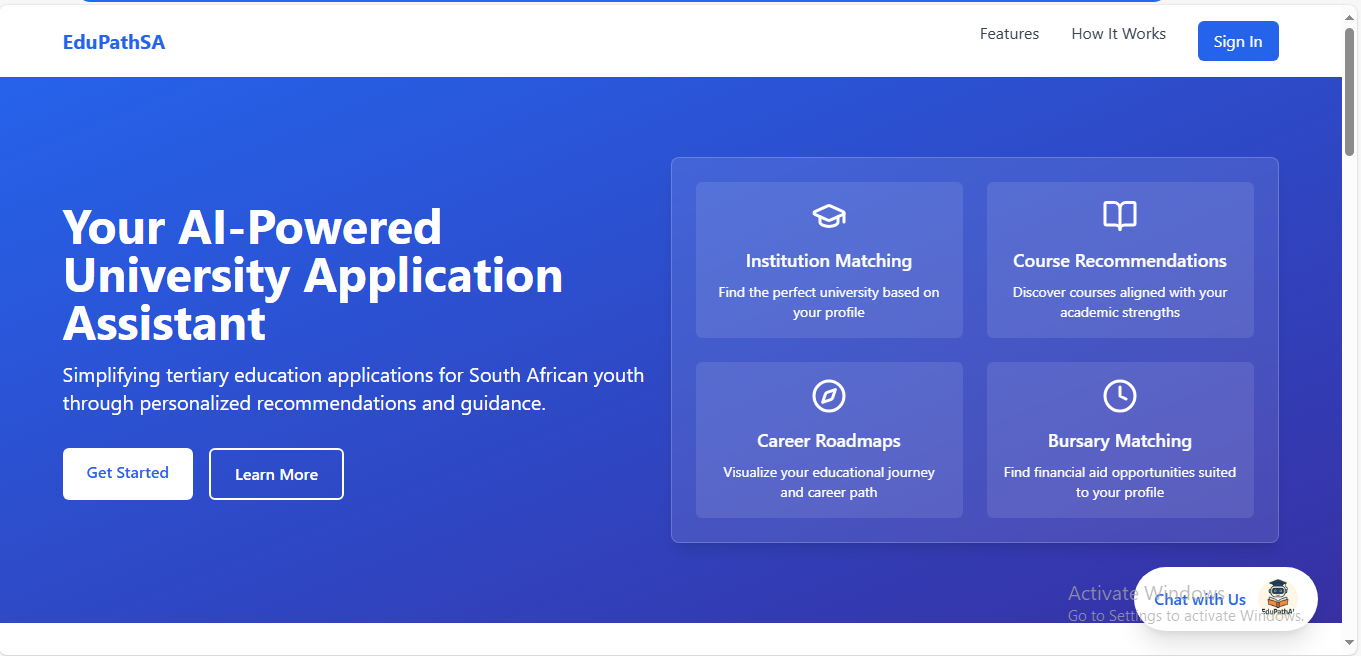 EduPathSA
Features
How It Works
Sign In
Your AI-Powered
University Application
Assistant
Simplifying tertiary education applications for South African youth
through personalized recommendations and guidance.
Get Started
Learn More
Institution Matching
Find the perfect university based on
your profile
Course Recommendations
Discover courses aligned with your
academic strengths
Career Roadmaps
Visualize your educational journey
and career path
Bursary Matching
Find financial aid opportunities suited
to your profile
Activate Windows
Go to Settings to activate Windows.
Chat with Us
EduPathAI